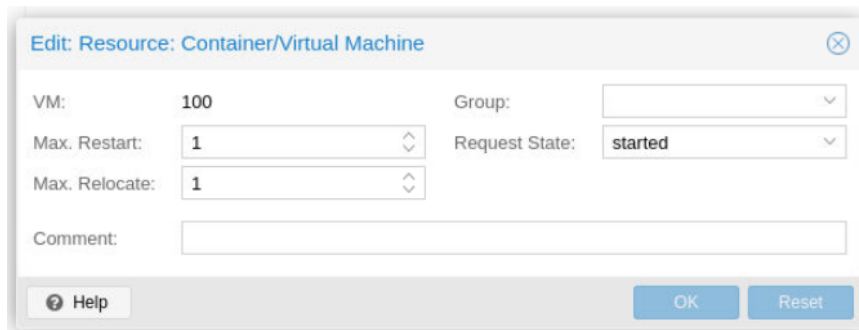 Edit: Resource: Container/Virtual Machine
VM: 100 Group:
Max. Restart: 1 Request State: started
Max. Relocate: 1
Comment:
Help OK Reset